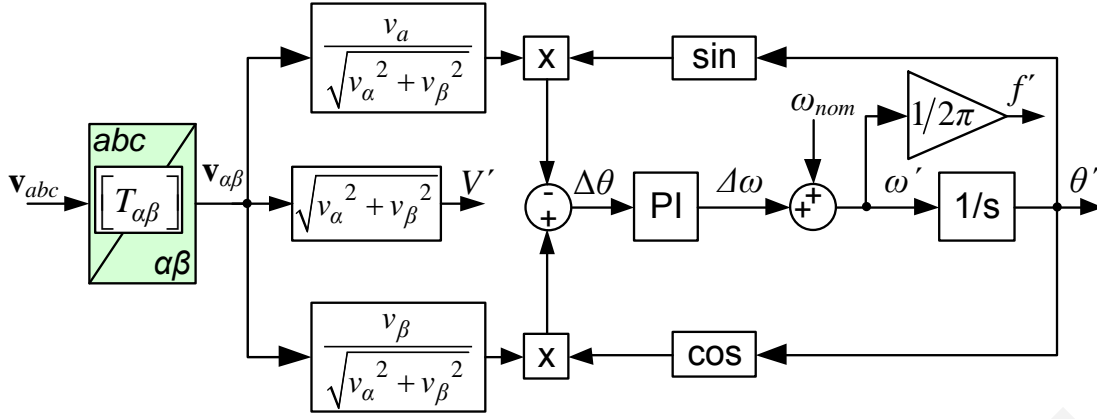 v_a
√(v_α² + v_β²)
x
sin
abc
[T_αβ]
αβ
v_abc
v_αβ
√(v_α² + v_β²)
V´
-
+
Δθ
PI
Δω
ω_nom
+
+
ω´
1/2π
f´
1/s
θ´
v_β
√(v_α² + v_β²)
x
cos